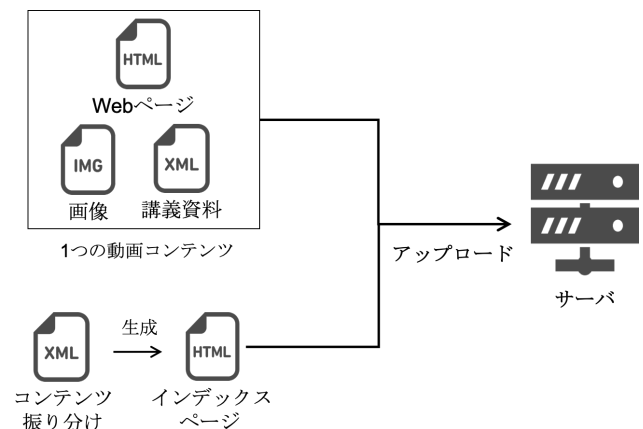 HTML
Webページ
IMG
XML
画像
講義資料
1つの動画コンテンツ
アップロード
サーバ
生成
XML
HTML
コンテンツ
振り分け
インデックス
ページ